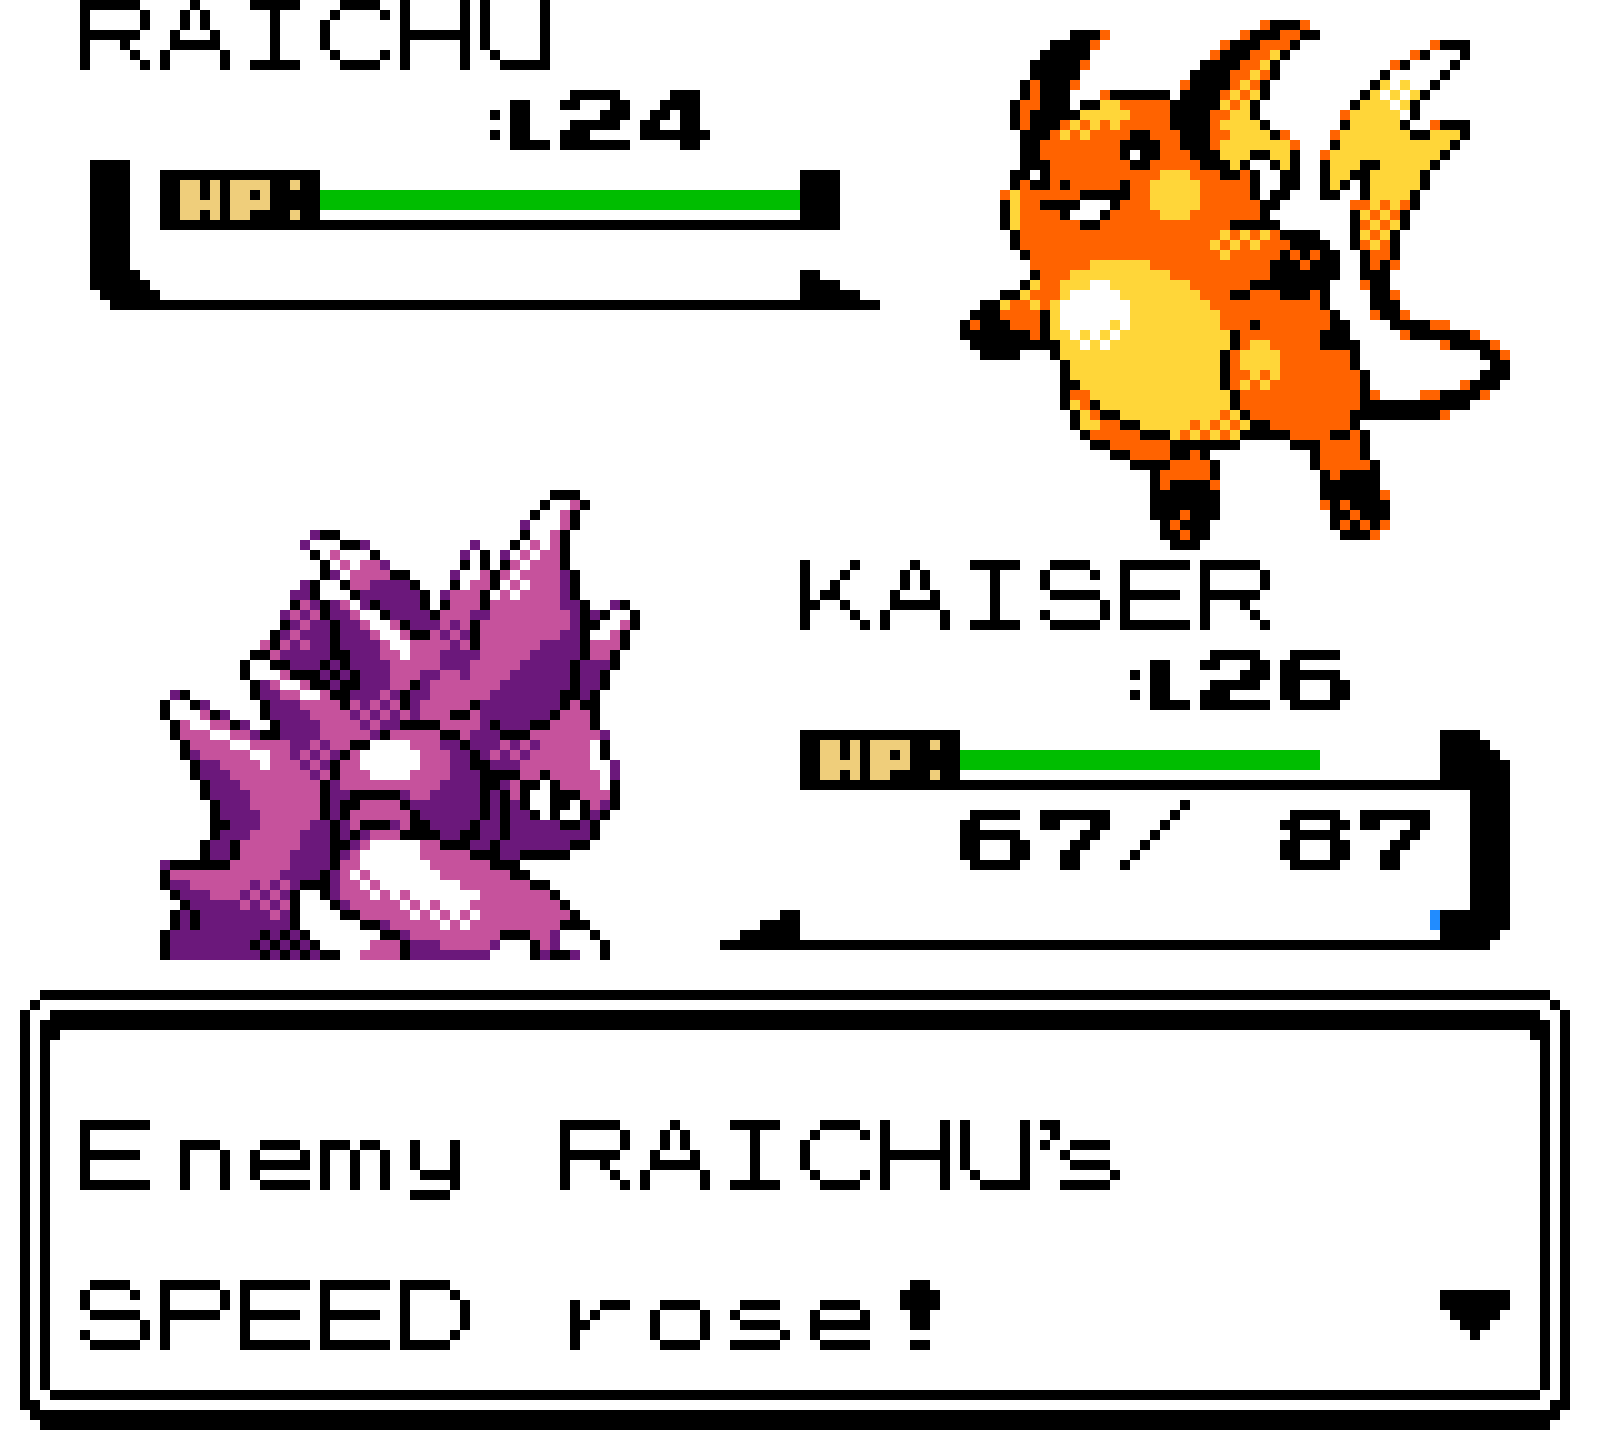 RAICHU
:L24
HP:
KAISER
:L26
HP:
67/ 87
Enemy RAICHU's
SPEED rose!